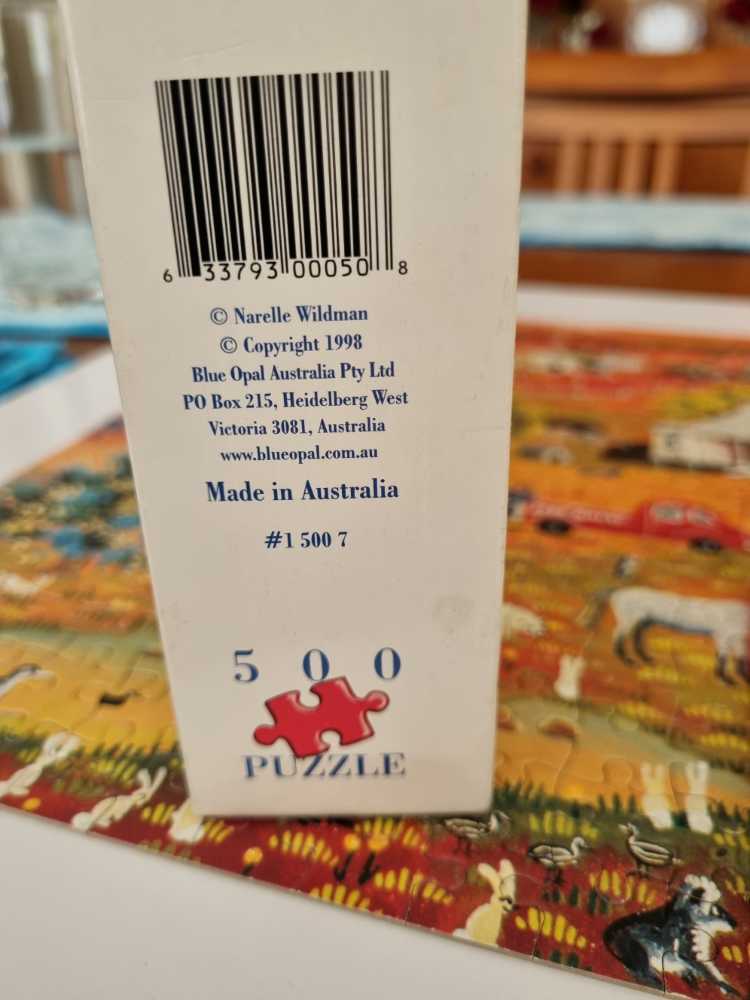 6 33793 00050 8
© Narelle Wildman
© Copyright 1998
Blue Opal Australia Pty Ltd
PO Box 215, Heidelberg West
Victoria 3081, Australia
www.blueopal.com.au
Made in Australia
#1 500 7
500
PUZZLE